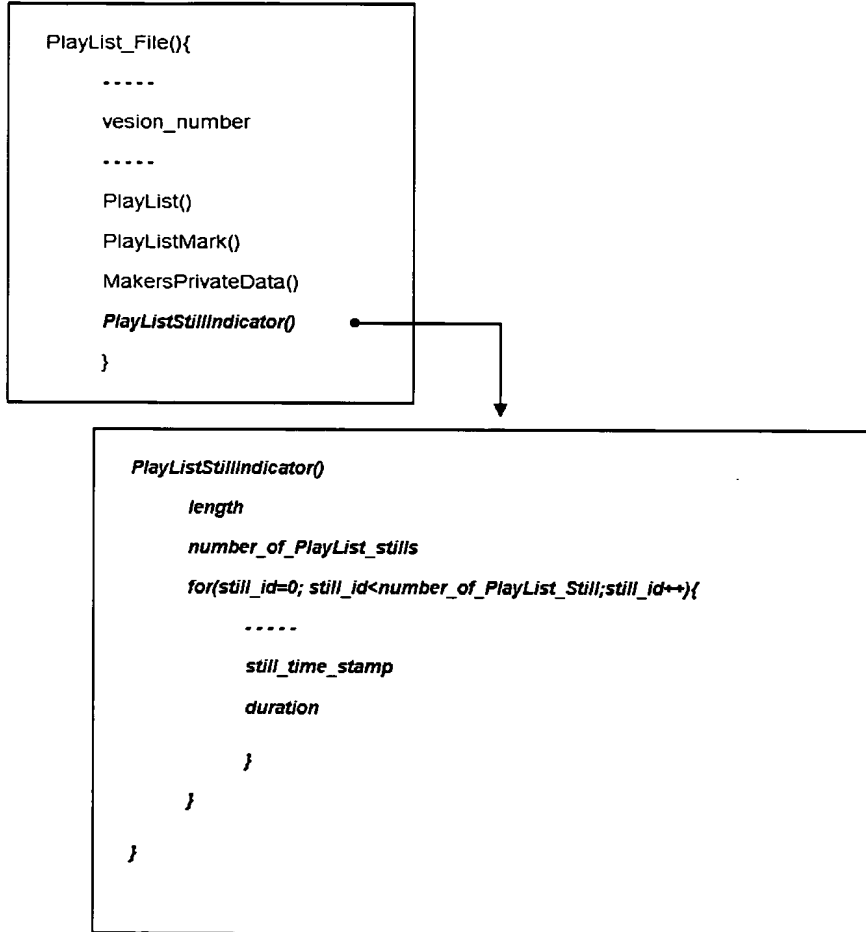 PlayList_File(){
-----
vesion_number
-----
PlayList()
PlayListMark()
MakersPrivateData()
PlayListStillIndicator()
}
PlayListStillIndicator()
length
number_of_PlayList_stills
for(still_id=0; still_id<number_of_PlayList_Still;still_id++){
-----
still_time_stamp
duration
}
}
}